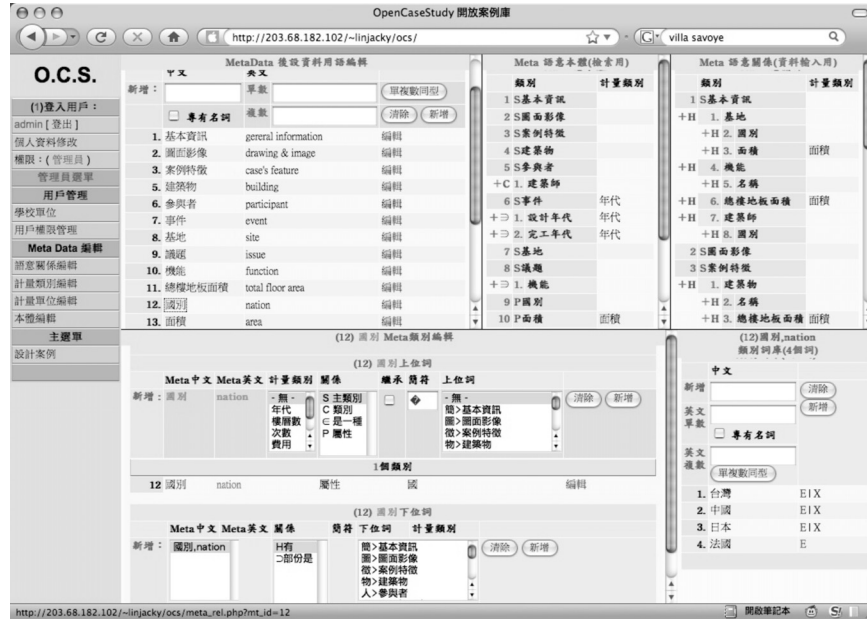 OpenCaseStudy 開放案例庫
http://203.68.182.102/~linjacky/ocs/
villa savoye
O.C.S.
(1)登入用戶：
admin [ 登出 ]
個人資料修改
權限：( 管理員 )
管理員選單
用戶管理
學校單位
用戶權限管理
Meta Data 編輯
語意關係編輯
計量類別編輯
計量單位編輯
本體編輯
主選單
設計案例
MetaData 後設資料用語編輯
中文 英文
新增： 單數 單複數同型
專有名詞 複數 清除 新增
1. 基本資訊 gereral information 編輯
2. 圖面影像 drawing & image 編輯
3. 案例特徵 case's feature 編輯
5. 建築物 building 編輯
6. 參與者 participant 編輯
7. 事件 event 編輯
8. 基地 site 編輯
9. 議題 issue 編輯
10. 機能 function 編輯
11. 總樓地板面積 total floor area 編輯
12. 國別 nation 編輯
13. 面積 area 編輯
Meta 語意本體(檢索用)
類別 計量類別
1 S基本資訊
2 S圖面影像
3 S案例特徵
4 S建築物
5 S參與者
+C 1. 建築師
6 S事件 年代
+⊃ 1. 設計年代 年代
+⊃ 2. 完工年代 年代
7 S基地
8 S議題
+⊃ 1. 機能
9 P國別
10 P面積 面積
Meta 語意關係(資料輸入用)
類別 計量類別
1 S基本資訊
+H 1. 基地
+H 2. 國別
+H 3. 面積 面積
+H 4. 機能
+H 5. 名稱
+H 6. 總樓地板面積 面積
+H 7. 建築師
+H 8. 國別
2 S圖面影像
3 S案例特徵
+H 1. 建築物
+H 2. 名稱
+H 3. 總樓地板面積 面積
(12) 國別 Meta類別編輯
(12) 國別上位詞
Meta中文 Meta英文 計量類別 關係 繼承 簡符 上位詞
新增： 國別 nation - 無 - S 主類別 � - 無 - 清除 新增
年代 C 類別 簡>基本資訊
樓層數 ∈ 是一種 圖>圖面影像
次數 P 屬性 徵>案例特徵
費用 物>建築物
1個類別
12 國別 nation 屬性 國 編輯
(12) 國別下位詞
Meta中文 Meta英文 關係 簡符 下位詞 計量類別
新增： 國別,nation H有 簡>基本資訊 清除 新增
⊃部份是 圖>圖面影像
徵>案例特徵
物>建築物
人>參與者
(12)國別,nation
類別詞庫(4個詞)
中文
新增 清除
英文單數 新增
專有名詞
英文複數
單複數同型
1. 台灣 E|X
2. 中國 E|X
3. 日本 E|X
4. 法國 E
http://203.68.182.102/~linjacky/ocs/meta_rel.php?mt_id=12
開啟筆記本